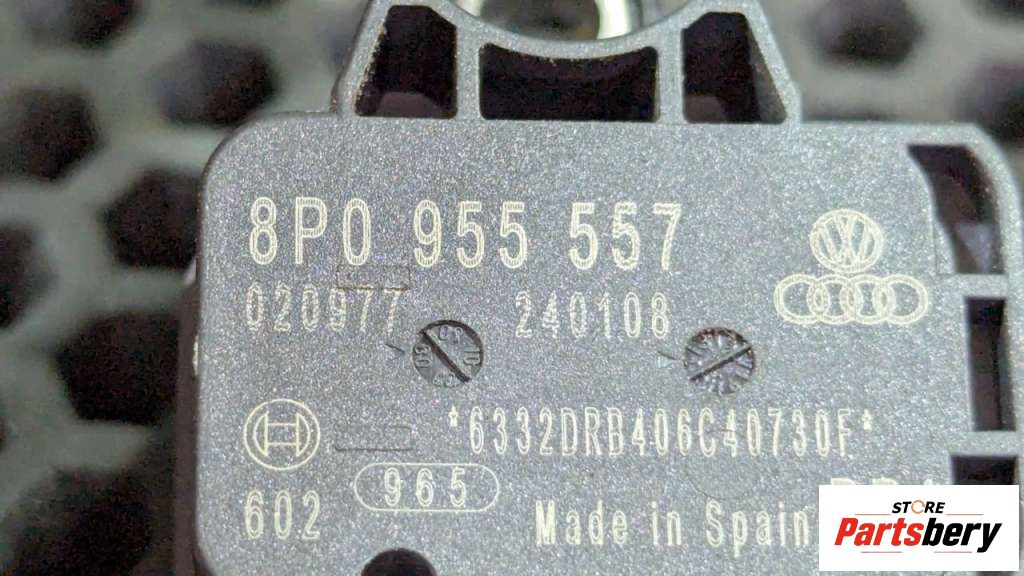 8P0 955 557
020977 240108
*6332DRB406C40730F*
965
602
Made in Spain
STORE
Partsbery